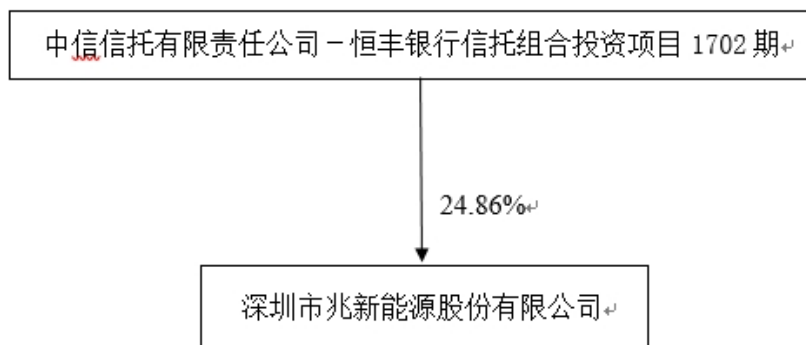 中信信托有限责任公司－恒丰银行信托组合投资项目 1702 期
24.86%
深圳市兆新能源股份有限公司